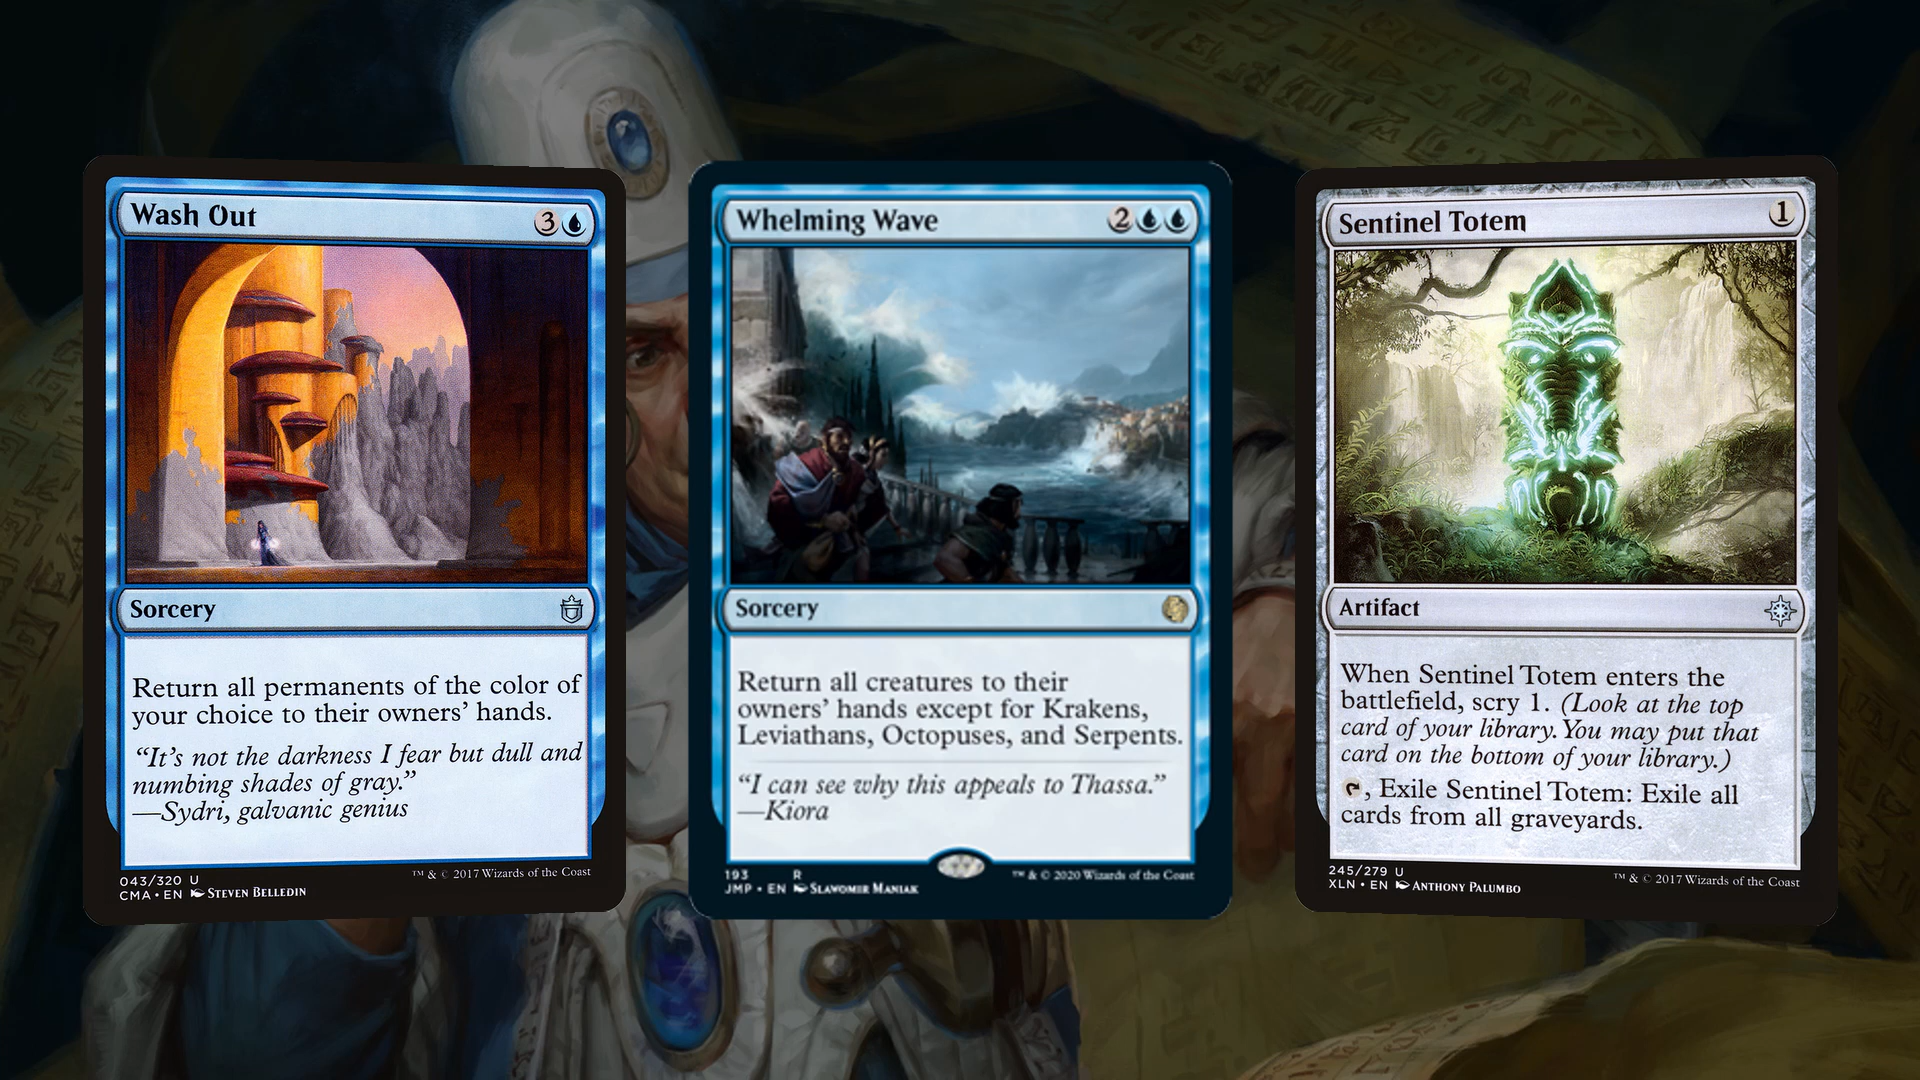 Wash Out
3
Sorcery
Return all permanents of the color of
your choice to their owners' hands.
“It's not the darkness I fear but dull and
numbing shades of gray.”
—Sydri, galvanic genius
043/320 U
CMA • EN STEVEN BELLEDIN
™ & © 2017 Wizards of the Coast
Whelming Wave
2
Sorcery
Return all creatures to their
owners' hands except for Krakens,
Leviathans, Octopuses, and Serpents.
“I can see why this appeals to Thassa.”
—Kiora
193 R
JMP • EN SLAWOMIR MANIAK
™ & © 2020 Wizards of the Coast
Sentinel Totem
1
Artifact
When Sentinel Totem enters the
battlefield, scry 1. (Look at the top
card of your library. You may put that
card on the bottom of your library.)
, Exile Sentinel Totem: Exile all
cards from all graveyards.
245/279 U
XLN • EN ANTHONY PALUMBO
™ & © 2017 Wizards of the Coast